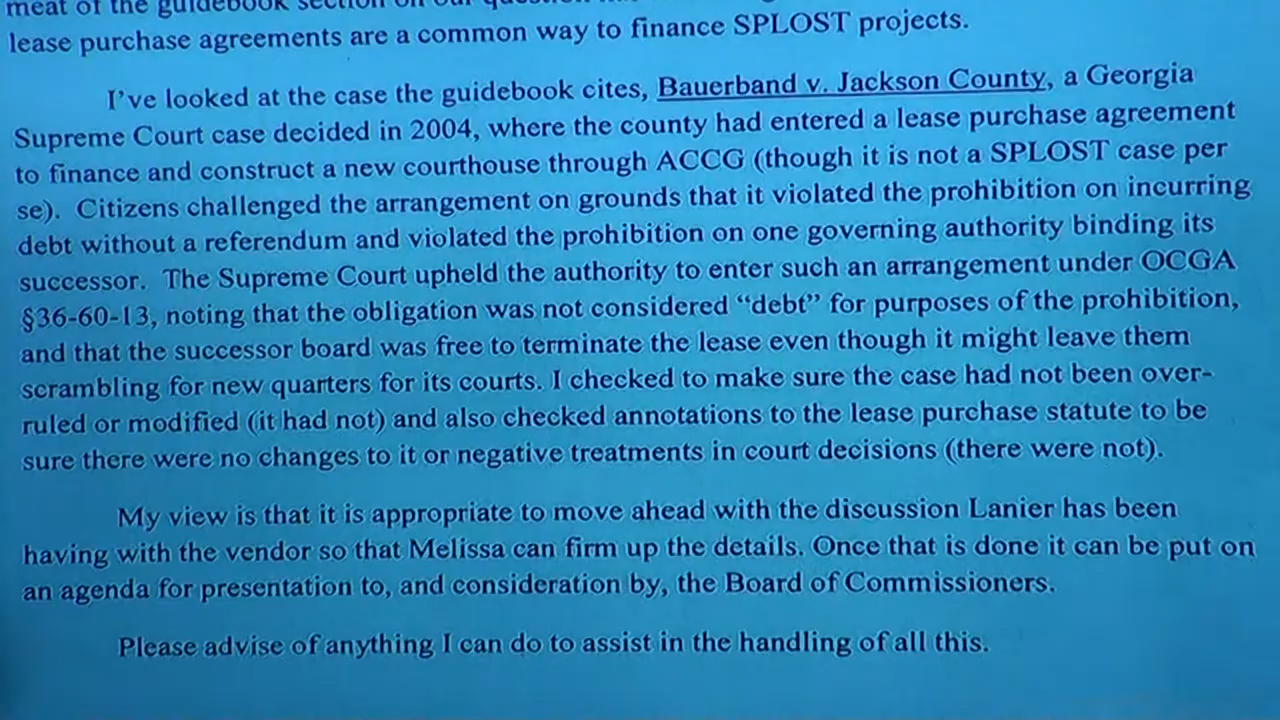 meat of the guidebook section on our
lease purchase agreements are a common way to finance SPLOST projects.
I've looked at the case the guidebook cites, Bauerband v. Jackson County, a Georgia
Supreme Court case decided in 2004, where the county had entered a lease purchase agreement
to finance and construct a new courthouse through ACCG (though it is not a SPLOST case per
se). Citizens challenged the arrangement on grounds that it violated the prohibition on incurring
debt without a referendum and violated the prohibition on one governing authority binding its
successor. The Supreme Court upheld the authority to enter such an arrangement under OCGA
§36-60-13, noting that the obligation was not considered “debt” for purposes of the prohibition,
and that the successor board was free to terminate the lease even though it might leave them
scrambling for new quarters for its courts. I checked to make sure the case had not been over-
ruled or modified (it had not) and also checked annotations to the lease purchase statute to be
sure there were no changes to it or negative treatments in court decisions (there were not).
My view is that it is appropriate to move ahead with the discussion Lanier has been
having with the vendor so that Melissa can firm up the details. Once that is done it can be put on
an agenda for presentation to, and consideration by, the Board of Commissioners.
Please advise of anything I can do to assist in the handling of all this.